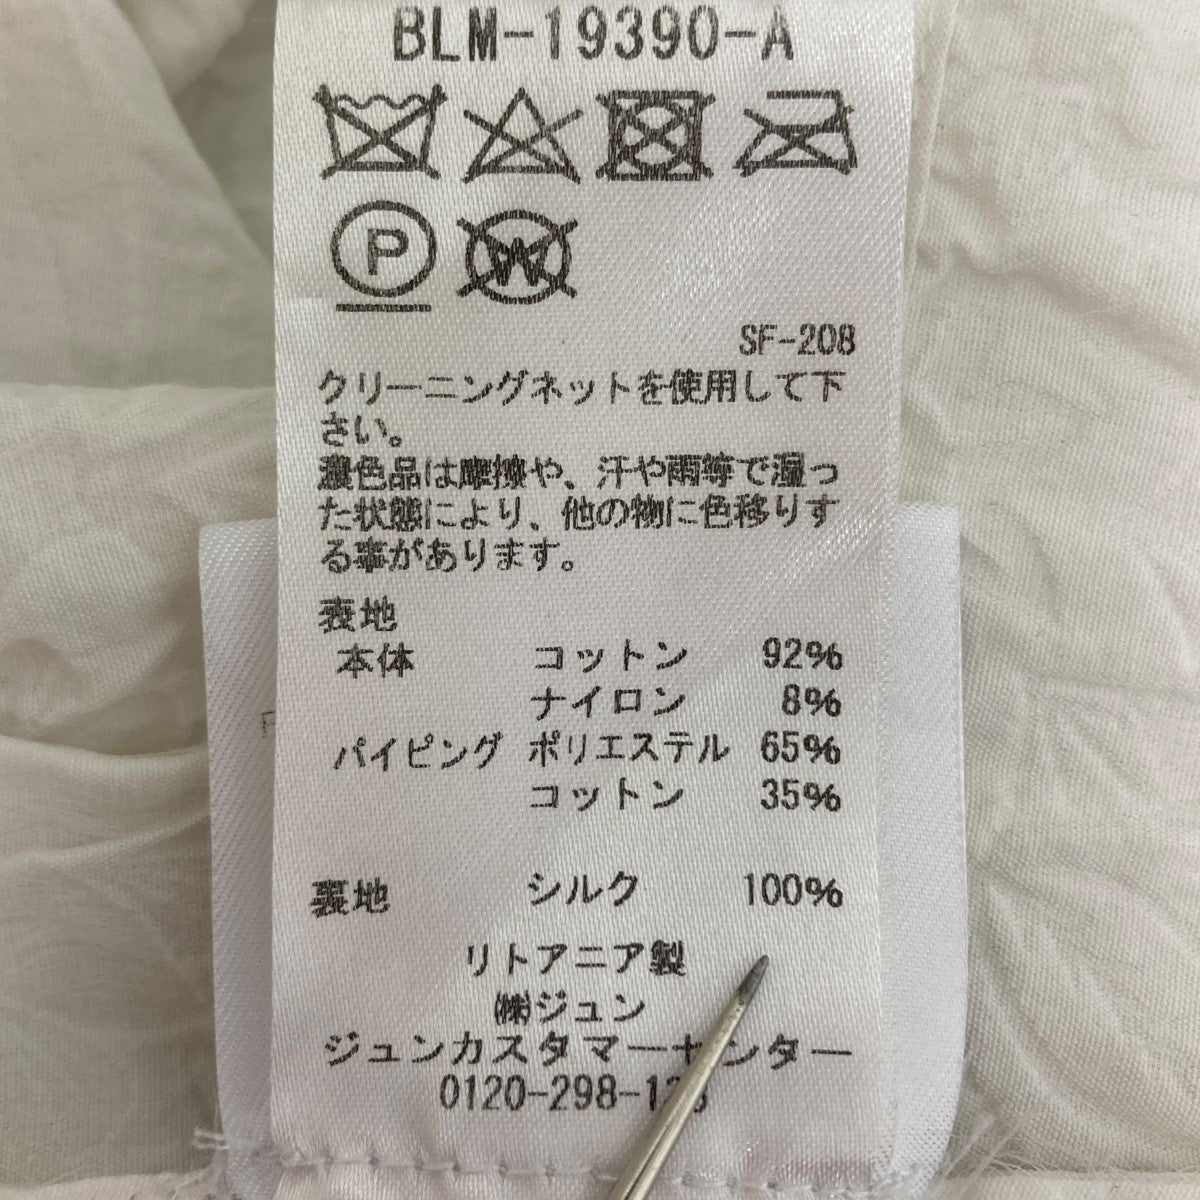 BLM-19390-A
P
W
SF-208
クリーニングネットを使用して下
さい。
濃色品は摩擦や、汗や雨等で湿っ
た状態により、他の物に色移りす
る事があります。
表地
本体 コットン 92%
ナイロン 8%
パイピング ポリエステル 65%
コットン 35%
裏地 シルク 100%
リトアニア製
㈱ジュン
ジュンカスタマーセンター